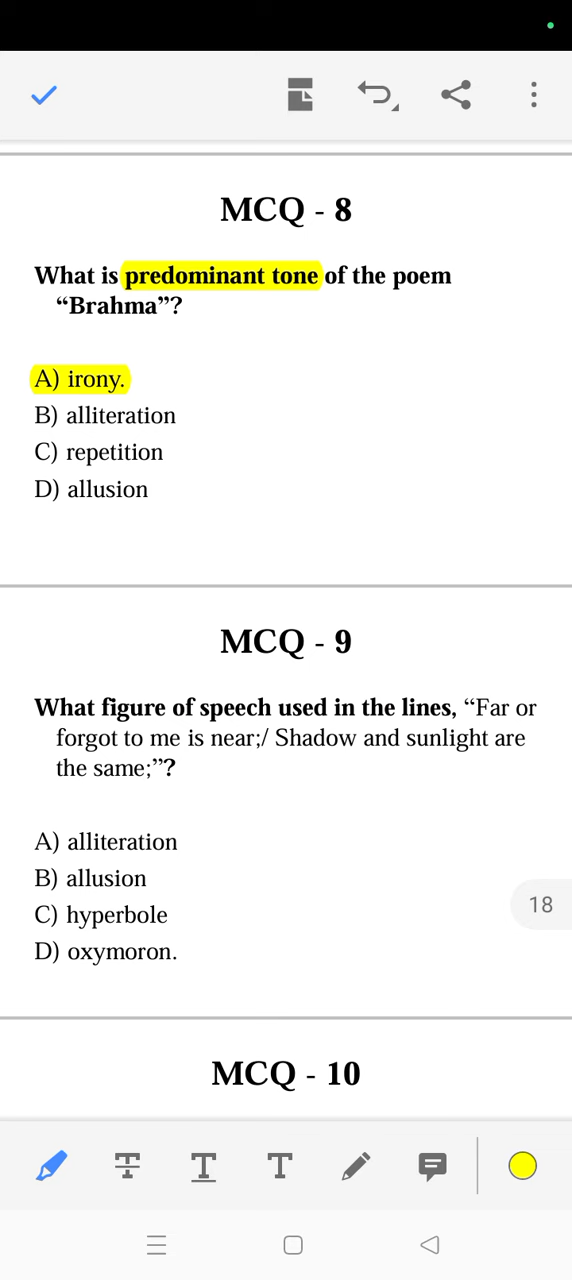 MCQ - 8
What is predominant tone of the poem
“Brahma”?
A) irony.
B) alliteration
C) repetition
D) allusion
MCQ - 9
What figure of speech used in the lines, “Far or
forgot to me is near;/ Shadow and sunlight are
the same;”?
A) alliteration
B) allusion
C) hyperbole
18
D) oxymoron.
MCQ - 10